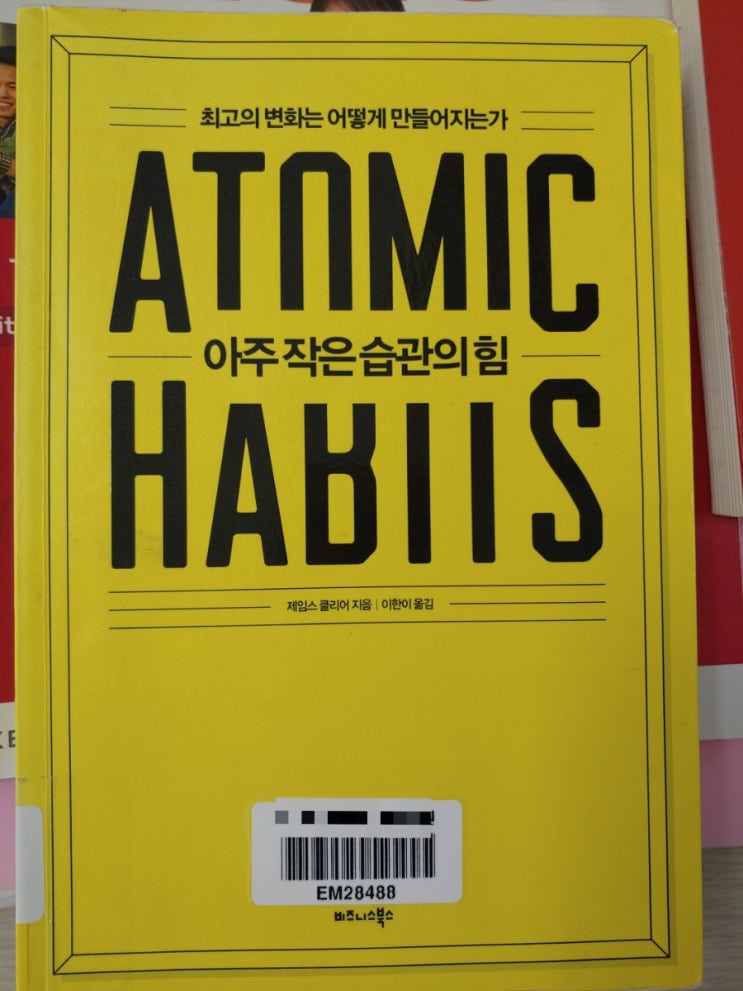 최고의 변화는 어떻게 만들어지는가
ATOMIC
아주 작은 습관의 힘
HABITS
제임스 클리어 지음 | 이한이 옮김
EM28488
비즈니스북스